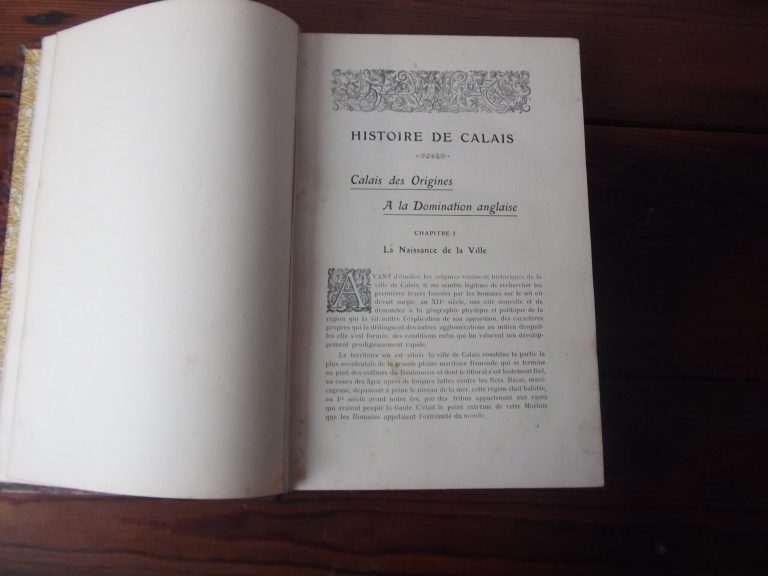 HISTOIRE DE CALAIS
Calais des Origines
A la Domination anglaise
CHAPITRE I
La Naissance de la Ville
AVANT d'étudier les origines vraiment historiques de la
ville de Calais, il me semble légitime de rechercher les
premières traces laissées par les hommes sur le sol où
devait surgir, au XIIe siècle, une cité nouvelle et de
demander à la géographie physique et politique de la
région qui la vit naître l'explication de son apparition, des caractères
propres qui la distinguent des autres agglomérations au milieu desquel-
les elle s'est formée, des conditions enfin qui lui valurent son dévelop-
pement prodigieusement rapide.
Le territoire où est située la ville de Calais constitue la partie la
plus occidentale de la grande plaine maritime flamande qui se termine
au pied des collines du Boulonnais et dont le littoral s'est lentement fixé,
au cours des âges, après de longues luttes contre les flots. Basse, maré-
cageuse, dépassant à peine le niveau de la mer, cette région était habitée,
au Ier siècle avant notre ère, par des tribus appartenant aux races
qui avaient peuplé la Gaule. C'était le point extrême de cette Morinie
que les Romains appelaient l'extrémité du monde.